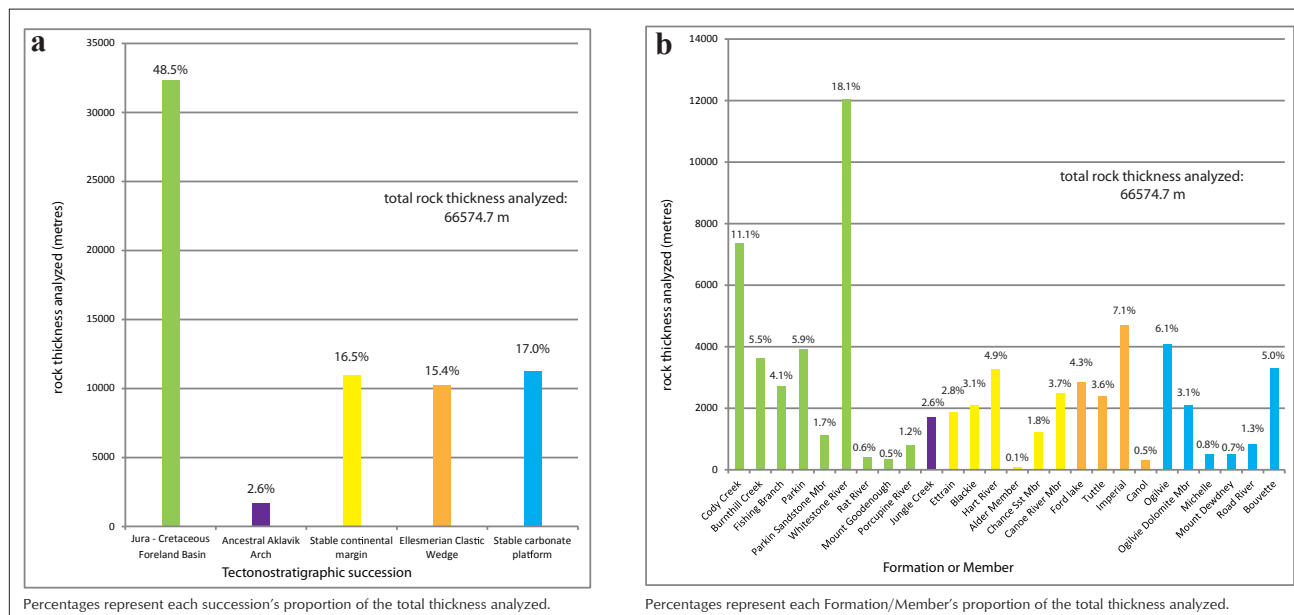 a
35000
30000
25000
20000
15000
10000
5000
0
rock thickness analyzed (metres)
48.5%
2.6%
16.5%
15.4%
17.0%
total rock thickness analyzed:
66574.7 m
Jura - Cretaceous
Foreland Basin
Ancestral Aklavik
Arch
Stable continental
margin
Ellesmerian Clastic
Wedge
Stable carbonate
platform
Tectonostratigraphic succession
Percentages represent each succession's proportion of the total thickness analyzed.
b
14000
12000
10000
8000
6000
4000
2000
0
rock thickness analyzed (metres)
11.1%
5.5%
4.1%
5.9%
1.7%
18.1%
0.6%
0.5%
1.2%
2.6%
2.8%
3.1%
4.9%
0.1%
1.8%
3.7%
4.3%
3.6%
7.1%
0.5%
6.1%
3.1%
0.8%
0.7%
1.3%
5.0%
total rock thickness analyzed:
66574.7 m
Cody Creek
Burnthill Creek
Fishing Branch
Parkin
Parkin Sandstone Mbr
Whitestone River
Rat River
Mount Goodenough
Porcupine River
Jungle Creek
Ettrain
Blackie
Hart River
Alder Member
Chance Sst Mbr
Canoe River Mbr
Ford lake
Tuttle
Imperial
Canol
Ogilvie
Ogilvie Dolomite Mbr
Michelle
Mount Dewdney
Road River
Bouvette
Formation or Member
Percentages represent each Formation/Member's proportion of the total thickness analyzed.